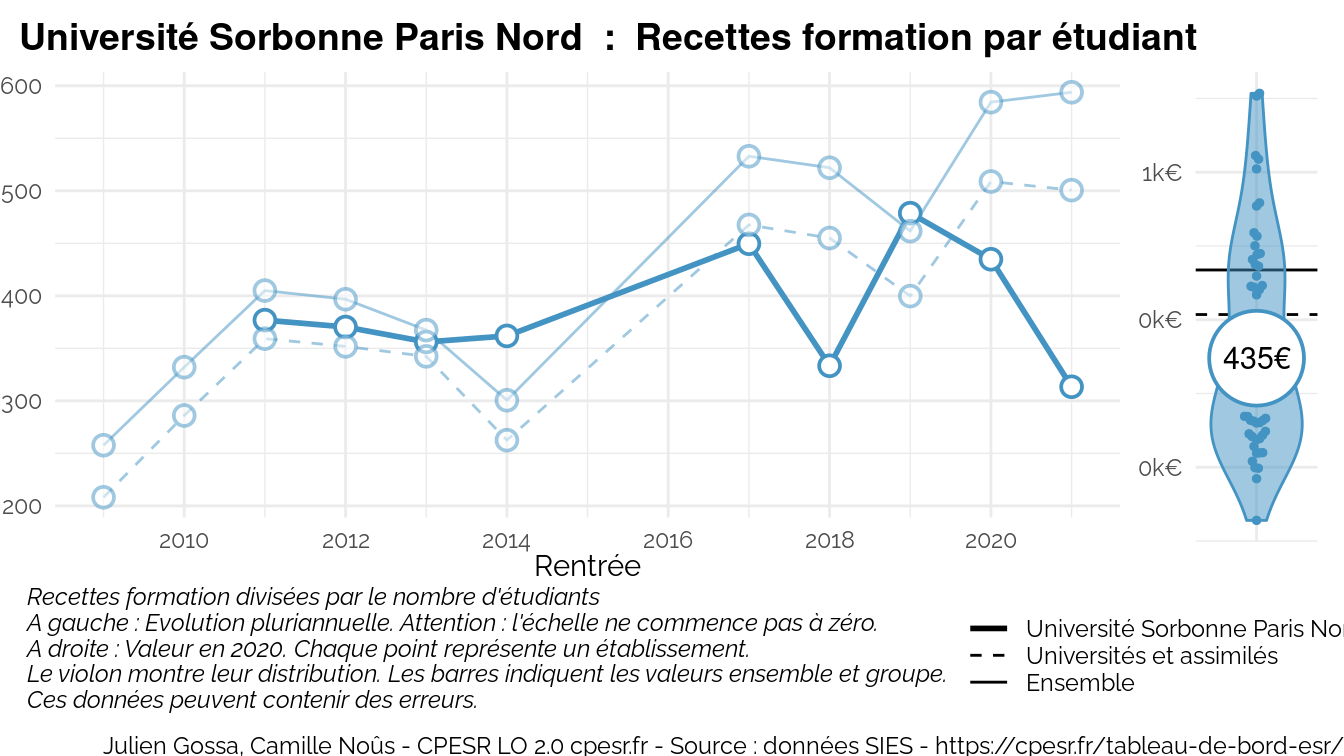 Université Sorbonne Paris Nord : Recettes formation par étudiant
600
500
400
300
200
2010 2012 2014 2016 2018 2020
Rentrée
1k€
0k€
0k€
435€
Recettes formation divisées par le nombre d'étudiants
A gauche : Evolution pluriannuelle. Attention : l'échelle ne commence pas à zéro.
A droite : Valeur en 2020. Chaque point représente un établissement.
Le violon montre leur distribution. Les barres indiquent les valeurs ensemble et groupe.
Ces données peuvent contenir des erreurs.
Université Sorbonne Paris No
Universités et assimilés
Ensemble
Julien Gossa, Camille Noûs - CPESR LO 2.0 cpesr.fr - Source : données SIES - https://cpesr.fr/tableau-de-bord-esr/